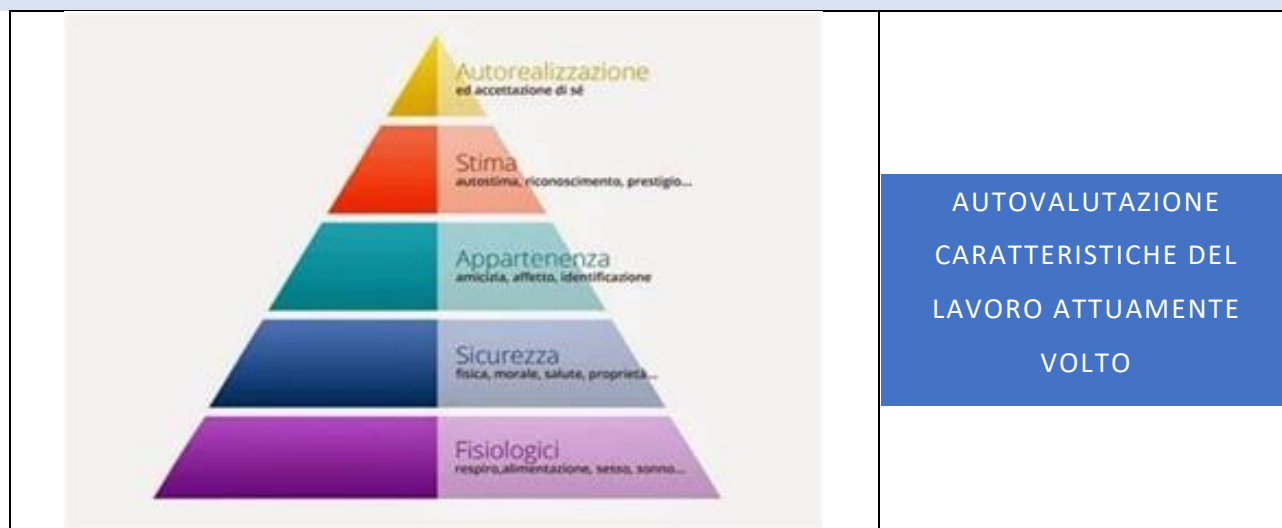 Autorealizzazione
ed accettazione di sé
Stima
autostima, riconoscimento, prestigio...
Appartenenza
amicizia, affetto, identificazione
Sicurezza
fisica, morale, salute, proprietà...
Fisiologici
respiro,alimentazione, sesso, sonno...
AUTOVALUTAZIONE
CARATTERISTICHE DEL
LAVORO ATTUAMENTE
VOLTO